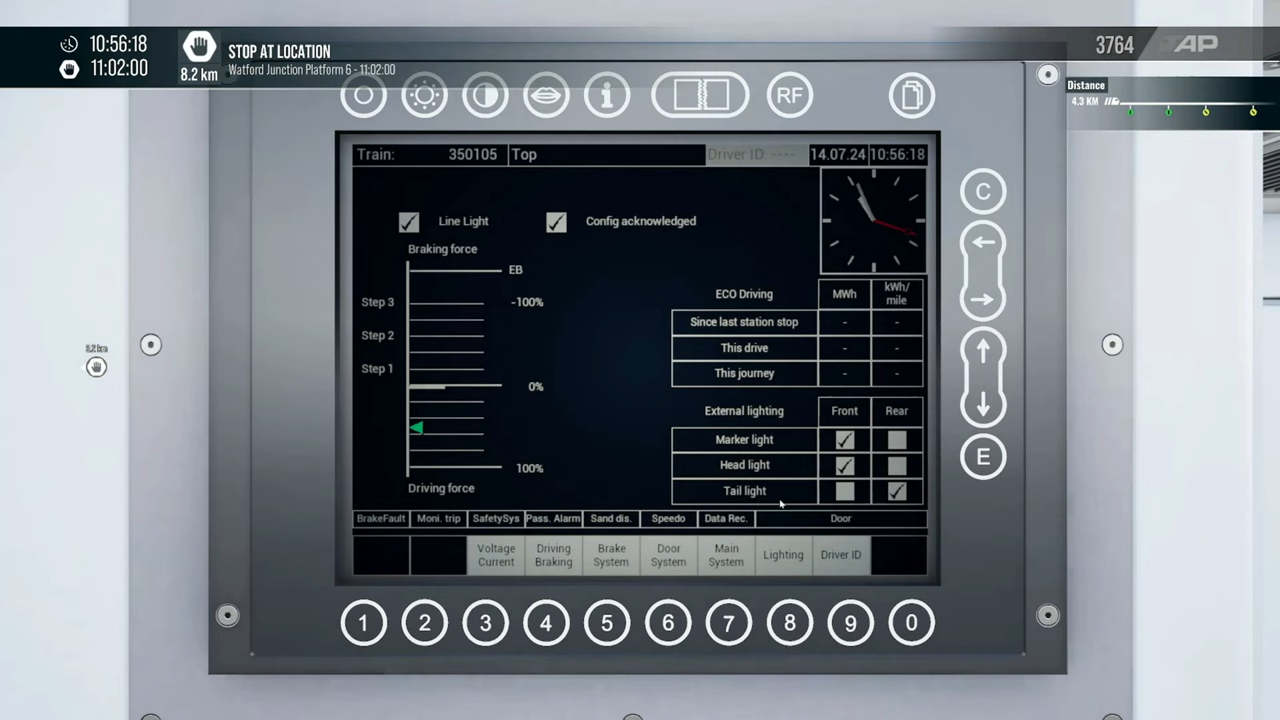 10:56:18
11:02:00
8.2 km
STOP AT LOCATION
Watford Junction Platform 6 - 11:02:00
3764 AP
Distance
4.3 KM
RF
Train: 350105 Top Driver ID: ---- 14.07.24 10:56:18
Line Light Config acknowledged
Braking force
EB
Step 3 -100%
Step 2
Step 1
0%
100%
Driving force
ECO Driving MWh kWh/
mile
Since last station stop - -
This drive - -
This journey - -
External lighting Front Rear
Marker light
Head light
Tail light
BrakeFault Moni. trip SafetySys Pass. Alarm Sand dis. Speedo Data Rec. Door
Voltage Driving Brake Door Main Lighting Driver ID
Current Braking System System System
1 2 3 4 5 6 7 8 9 0
C
E
8.2 km